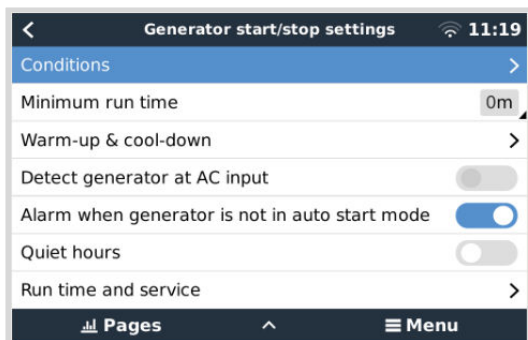 Generator start/stop settings 11:19
Conditions
Minimum run time 0m
Warm-up & cool-down
Detect generator at AC input
Alarm when generator is not in auto start mode
Quiet hours
Run time and service
Pages Menu